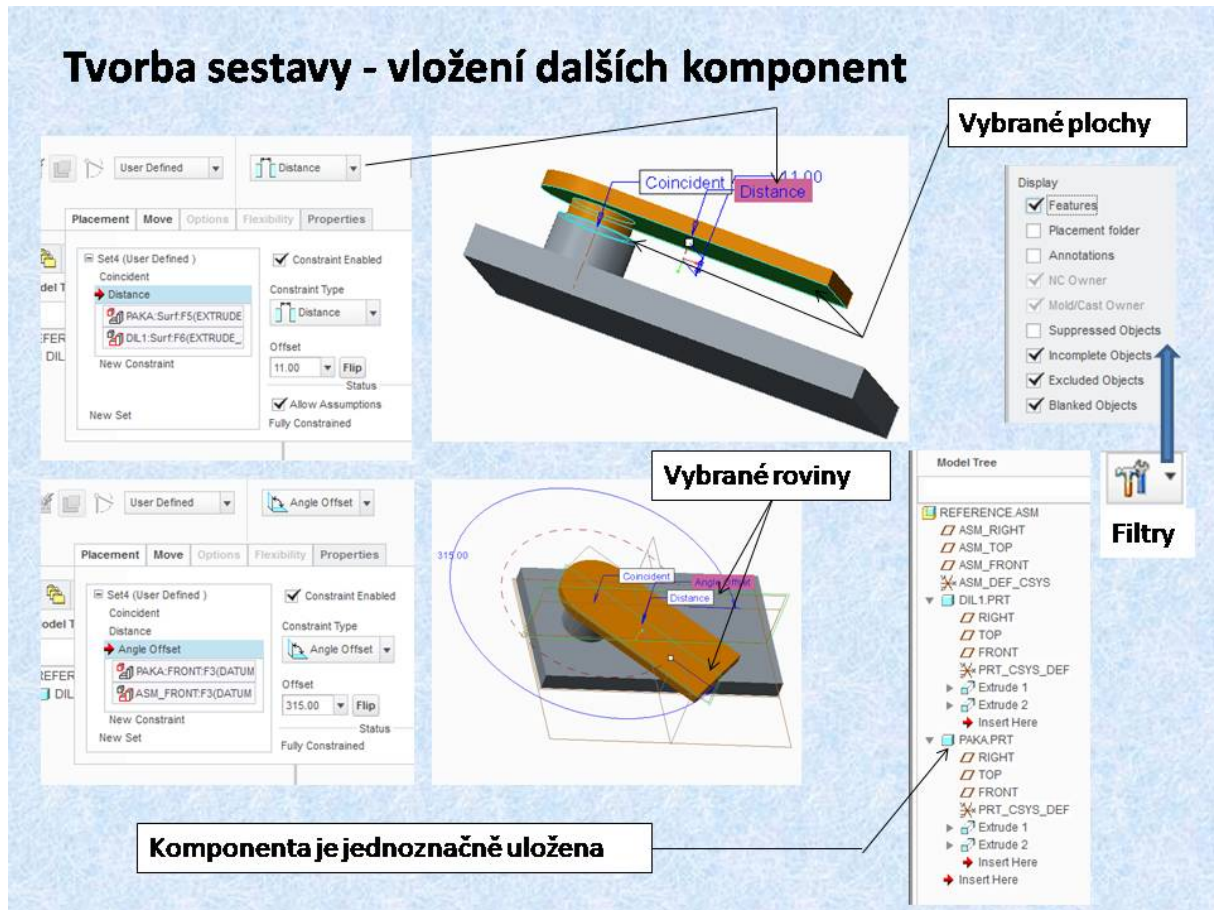 Tvorba sestavy - vložení dalších komponent
Vybrané plochy
User Defined
Distance
Placement Move Options Flexibility Properties
Set4 (User Defined )
Coincident
Distance
PAKA:Surf:F5(EXTRUDE
DIL1:Surf:F6(EXTRUDE_
New Constraint
New Set
Constraint Enabled
Constraint Type
Distance
Offset
11.00 Flip
Status
Allow Assumptions
Fully Constrained
odel T
EFER
DIL
Coincident
11.00
Distance
Display
Features
Placement folder
Annotations
NC Owner
Mold/Cast Owner
Suppressed Objects
Incomplete Objects
Excluded Objects
Blanked Objects
Filtry
User Defined
Angle Offset
Placement Move Options Flexibility Properties
Set4 (User Defined )
Coincident
Distance
Angle Offset
PAKA:FRONT:F3(DATUM
ASM_FRONT:F3(DATUM
New Constraint
New Set
Constraint Enabled
Constraint Type
Angle Offset
Offset
315.00 Flip
Status
Fully Constrained
odel T
REFER
DIL
Vybrané roviny
315.00
Coincident
Angle Offset
Distance
Model Tree
REFERENCE.ASM
ASM_RIGHT
ASM_TOP
ASM_FRONT
ASM_DEF_CSYS
DIL1.PRT
RIGHT
TOP
FRONT
PRT_CSYS_DEF
Extrude 1
Extrude 2
Insert Here
PAKA.PRT
RIGHT
TOP
FRONT
PRT_CSYS_DEF
Extrude 1
Extrude 2
Insert Here
Insert Here
Komponenta je jednoznačně uložena